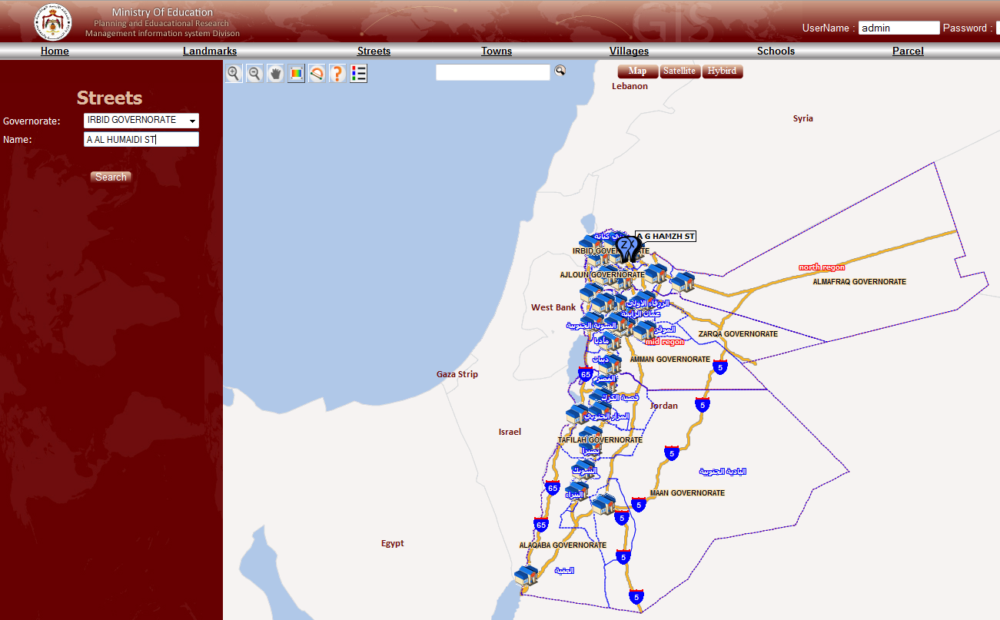 Ministry Of Education
Planning and Eduacational Research
Management information system Divison
GIS
UserName : admin Password :
Home Landmarks Streets Towns Villages Schools Parcel
Streets
Governorate: IRBID GOVERNORATE
Name: A AL HUMAIDI ST
Search
Map Satellite Hybird
Lebanon
Syria
A G HAMZH ST
Z X
IRBID GOVERNORATE
north regon
AJLOUN GOVERNORATE
ALMAFRAQ GOVERNORATE
الزرقاء الاولى
West Bank
عمان الرابعة
الشونة الجنوبية
الموقر
ZARQA GOVERNORATE
مادبا
mid regon
ذيبان
AMMAN GOVERNORATE
5
Gaza Strip
65
القصر
قصبة الكرك
5
Jordan
المزار الجنوبي
Israel
TAFILAH GOVERNORATE
بصيرا
5
الشوبك
البادية الجنوبية
65
الشراه
MAAN GOVERNORATE
5
5
65
Egypt
ALAQABA GOVERNORATE
5
العقبة
5